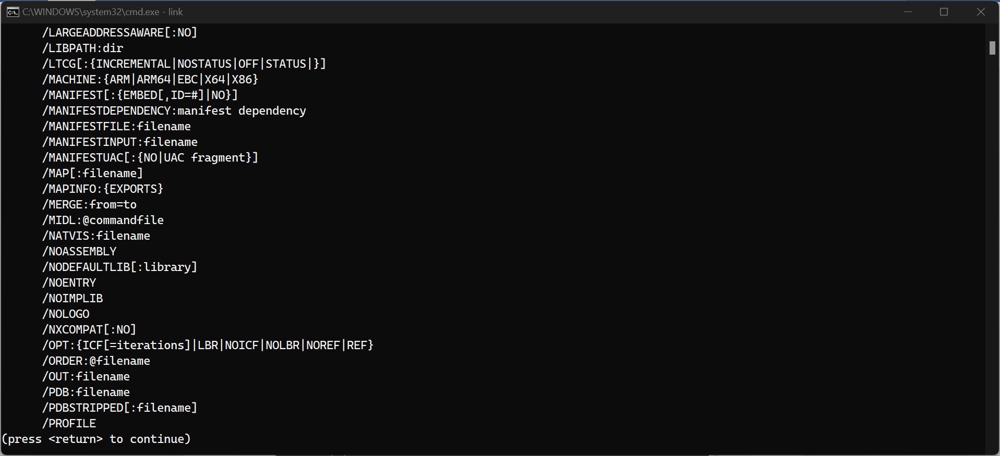 C:\WINDOWS\system32\cmd.exe - link
/LARGEADDRESSAWARE[:NO]
/LIBPATH:dir
/LTCG[:{INCREMENTAL|NOSTATUS|OFF|STATUS|}]
/MACHINE:{ARM|ARM64|EBC|X64|X86}
/MANIFEST[:{EMBED[,ID=#]|NO}]
/MANIFESTDEPENDENCY:manifest dependency
/MANIFESTFILE:filename
/MANIFESTINPUT:filename
/MANIFESTUAC[:{NO|UAC fragment}]
/MAP[:filename]
/MAPINFO:{EXPORTS}
/MERGE:from=to
/MIDL:@commandfile
/NATVIS:filename
/NOASSEMBLY
/NODEFAULTLIB[:library]
/NOENTRY
/NOIMPLIB
/NOLOGO
/NXCOMPAT[:NO]
/OPT:{ICF[=iterations]|LBR|NOICF|NOLBR|NOREF|REF}
/ORDER:@filename
/OUT:filename
/PDB:filename
/PDBSTRIPPED[:filename]
/PROFILE
(press <return> to continue)